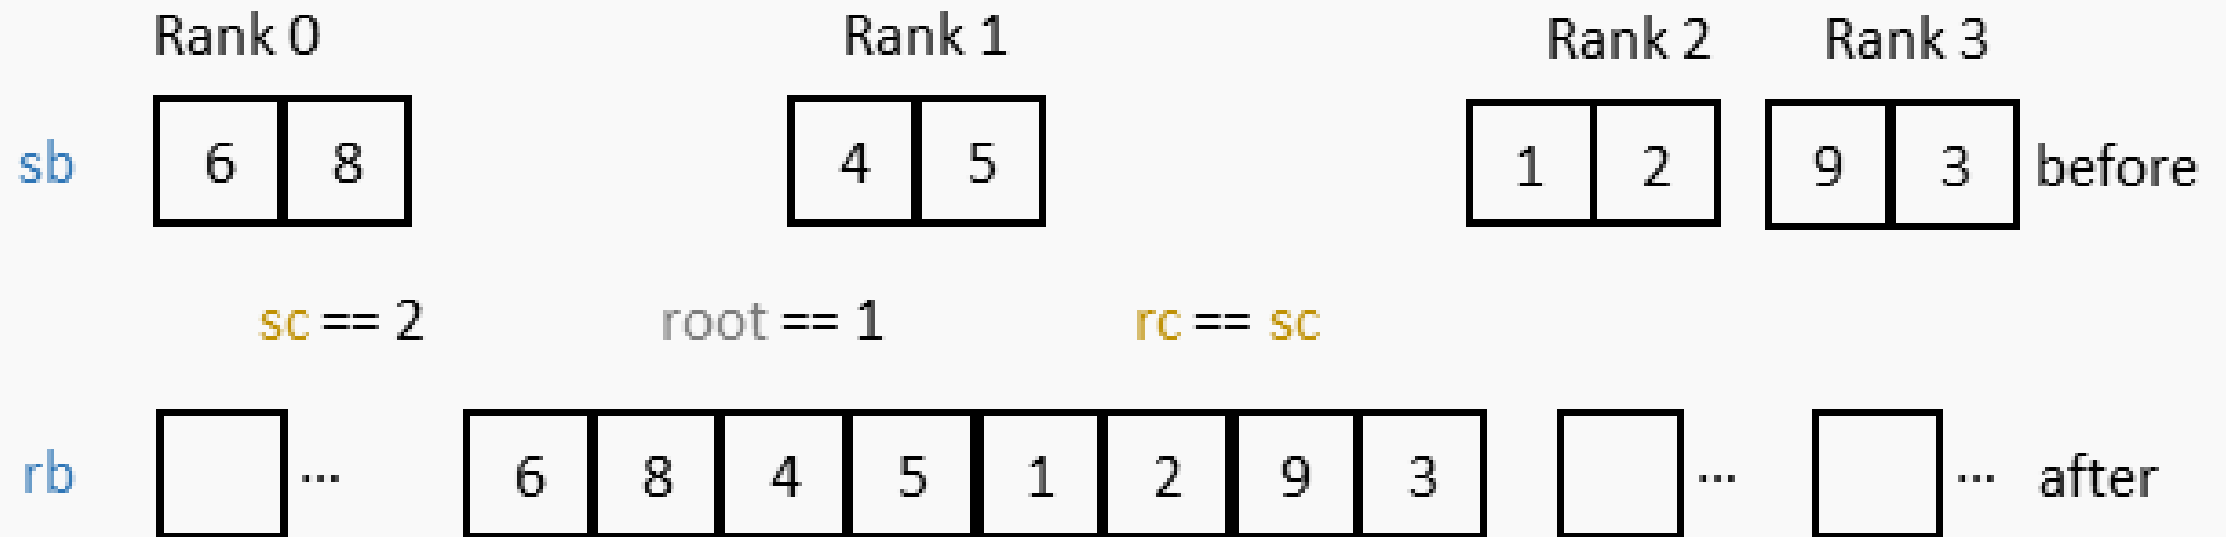 Rank 0 Rank 1 Rank 2 Rank 3
sb 6 8 4 5 1 2 9 3 before
sc == 2 root == 1 rc == sc
rb ... 6 8 4 5 1 2 9 3 ... ... after